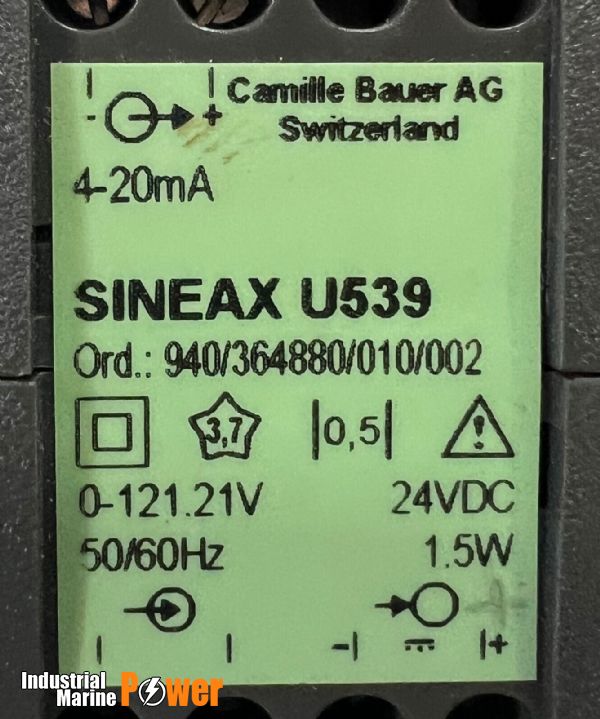 Camille Bauer AG
- + Switzerland
4-20mA
SINEAX U539
Ord.: 940/364880/010/002
3,7 |0,5|
0-121.21V 24VDC
50/60Hz 1.5W
- +
Industrial
Marine Power